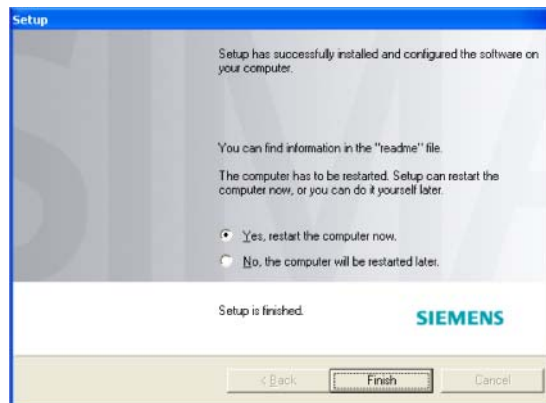 Setup
Setup has successfully installed and configured the software on
your computer.
You can find information in the "readme" file.
The computer has to be restarted. Setup can restart the
computer now, or you can do it yourself later.
Yes, restart the computer now.
No, the computer will be restarted later.
Setup is finished.
SIEMENS
< Back
Finish
Cancel